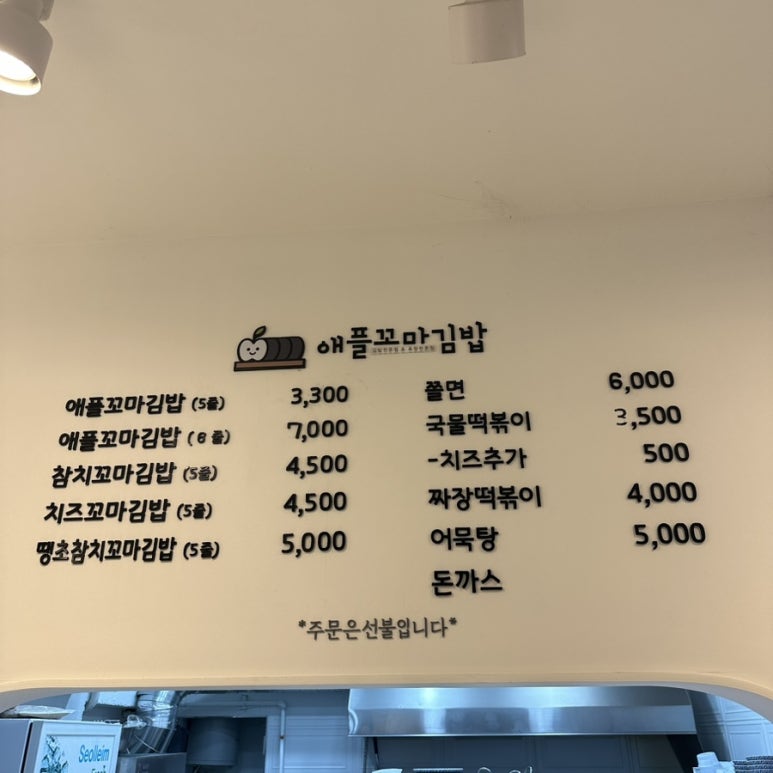 애플꼬마김밥
애플꼬마김밥 (5줄) 3,300
애플꼬마김밥 (6 줄) 7,000
참치꼬마김밥 (5줄) 4,500
치즈꼬마김밥 (5줄) 4,500
땡초참치꼬마김밥 (5줄) 5,000
쫄면 6,000
국물떡볶이 3,500
-치즈추가 500
짜장떡볶이 4,000
어묵탕 5,000
돈까스
*주문은선불입니다*
Seolleim